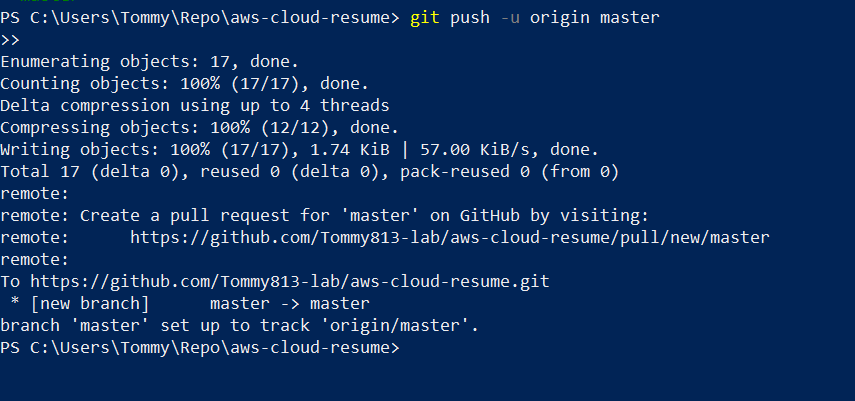 PS C:\Users\Tommy\Repo\aws-cloud-resume> git push -u origin master
>>
Enumerating objects: 17, done.
Counting objects: 100% (17/17), done.
Delta compression using up to 4 threads
Compressing objects: 100% (12/12), done.
Writing objects: 100% (17/17), 1.74 KiB | 57.00 KiB/s, done.
Total 17 (delta 0), reused 0 (delta 0), pack-reused 0 (from 0)
remote:
remote: Create a pull request for 'master' on GitHub by visiting:
remote:      https://github.com/Tommy813-lab/aws-cloud-resume/pull/new/master
remote:
To https://github.com/Tommy813-lab/aws-cloud-resume.git
 * [new branch]      master -> master
branch 'master' set up to track 'origin/master'.
PS C:\Users\Tommy\Repo\aws-cloud-resume>